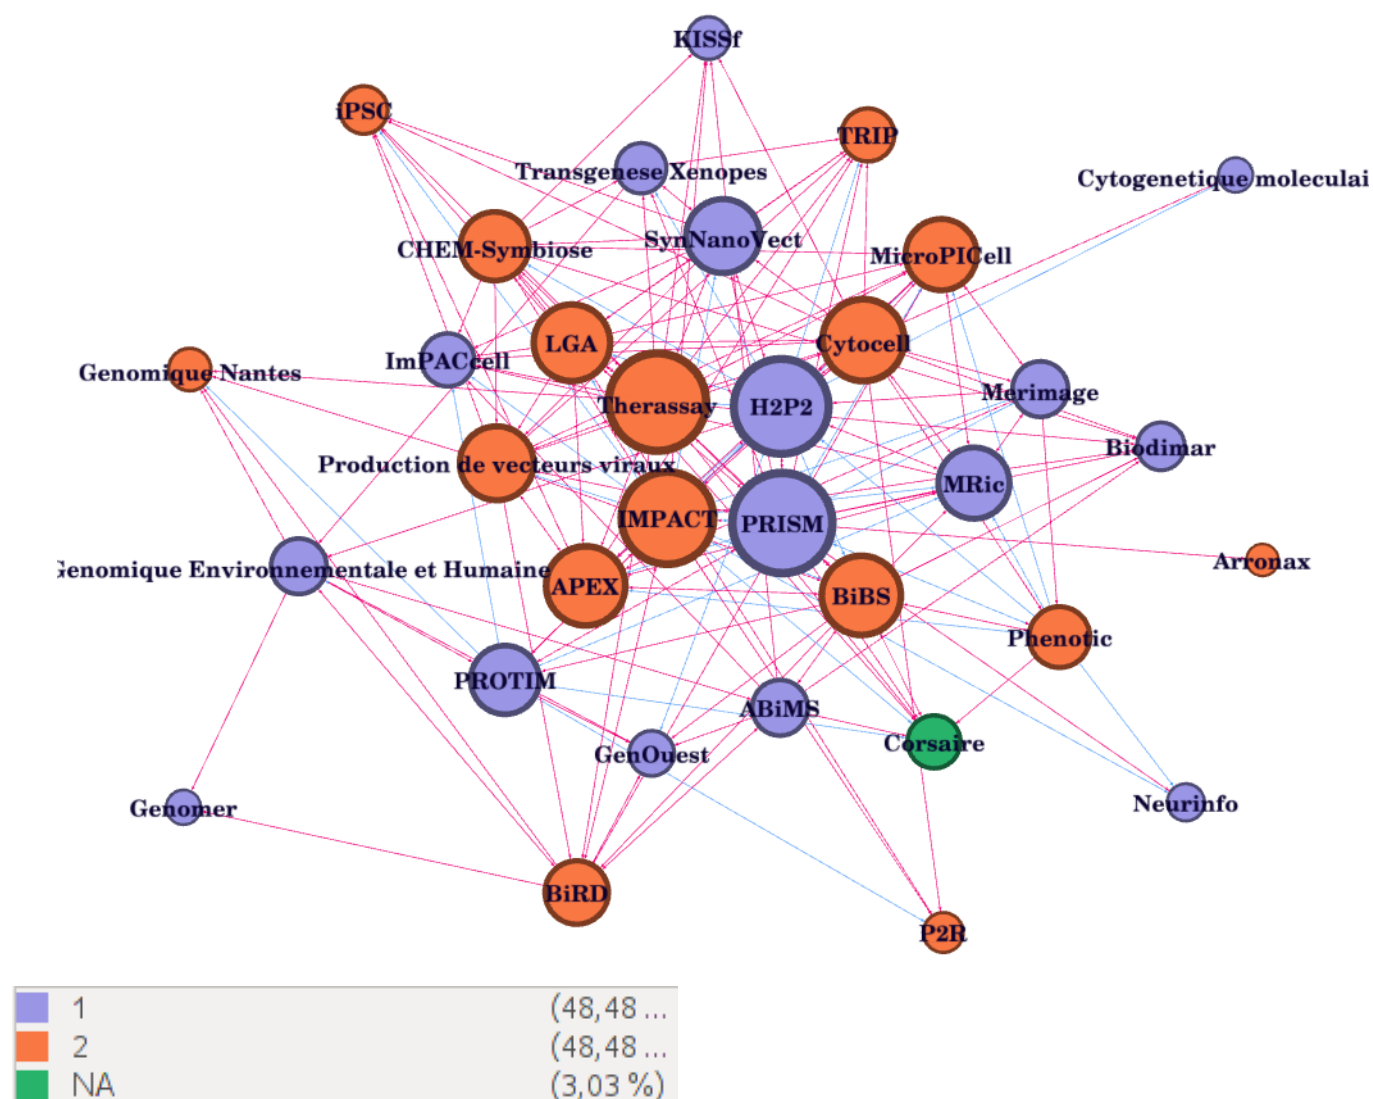 KISSf
iPSC
TRIP
Transgenese Xenopes
Cytogenetique moleculai
SynNanoVect
CHEM-Symbiose
MicroPICell
LGA
Cytocell
ImPACcell
Genomique Nantes
Merimage
Therassay
H2P2
Biodimar
Production de vecteurs viraux
MRic
IMPACT
PRISM
Arronax
Genomique Environnementale et Humaine
APEX
BiBS
Phenotic
PROTIM
ABiMS
Corsaire
GenOuest
Neurinfo
Genomer
BiRD
P2R
1 (48,48 ...
2 (48,48 ...
NA (3,03 %)